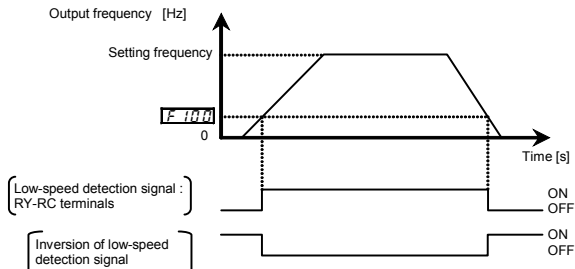 Output frequency [Hz]
Setting frequency
F 100
0
Time [s]
Low-speed detection signal :
RY-RC terminals
ON
OFF
Inversion of low-speed
detection signal
ON
OFF